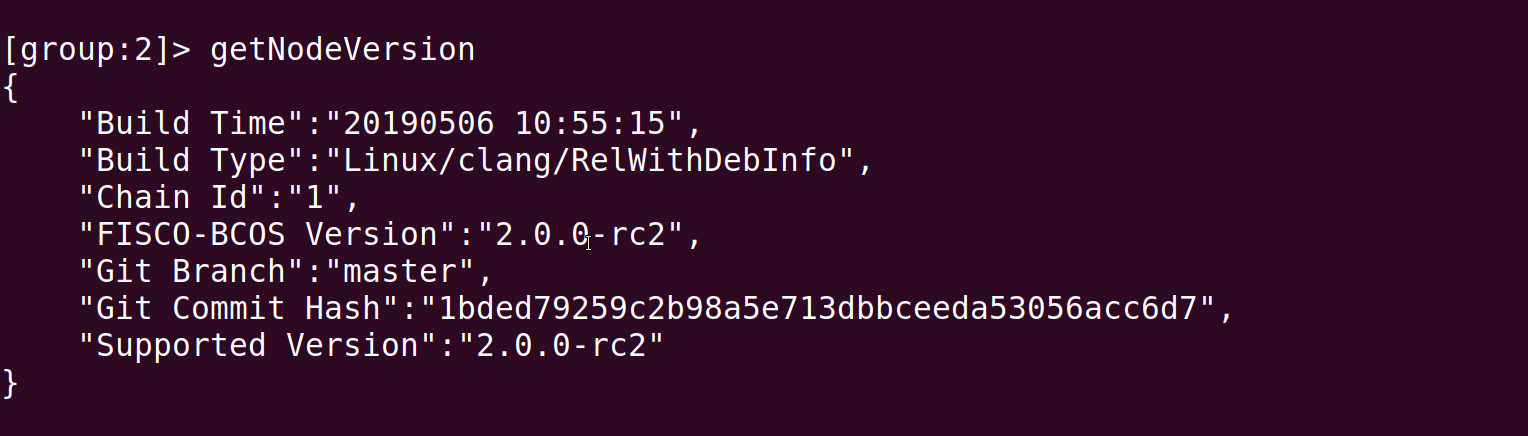 [group:2]> getNodeVersion
{
    "Build Time":"20190506 10:55:15",
    "Build Type":"Linux/clang/RelWithDebInfo",
    "Chain Id":"1",
    "FISCO-BCOS Version":"2.0.0-rc2",
    "Git Branch":"master",
    "Git Commit Hash":"1bded79259c2b98a5e713dbbceeda53056acc6d7",
    "Supported Version":"2.0.0-rc2"
}